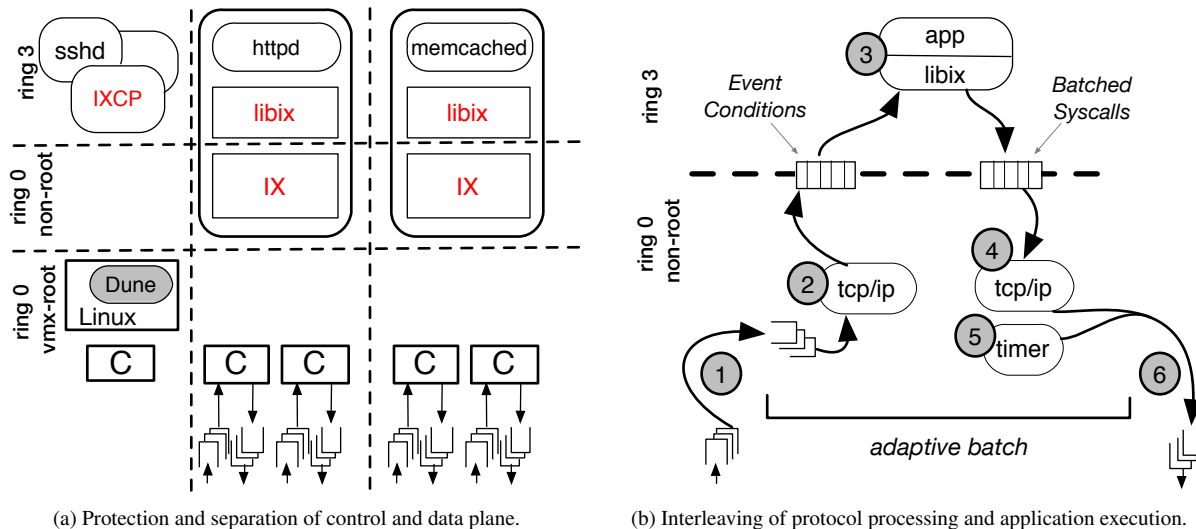 ring 3
sshd
IXCP
httpd
memcached
libix
libix
ring 0
non-root
IX
IX
ring 0
vmx-root
Dune
Linux
C
C
C
C
C
(a) Protection and separation of control and data plane.
ring 3
3
app
libix
Event
Conditions
Batched
Syscalls
ring 0
non-root
2
tcp/ip
4
tcp/ip
5
timer
1
6
adaptive batch
(b) Interleaving of protocol processing and application execution.